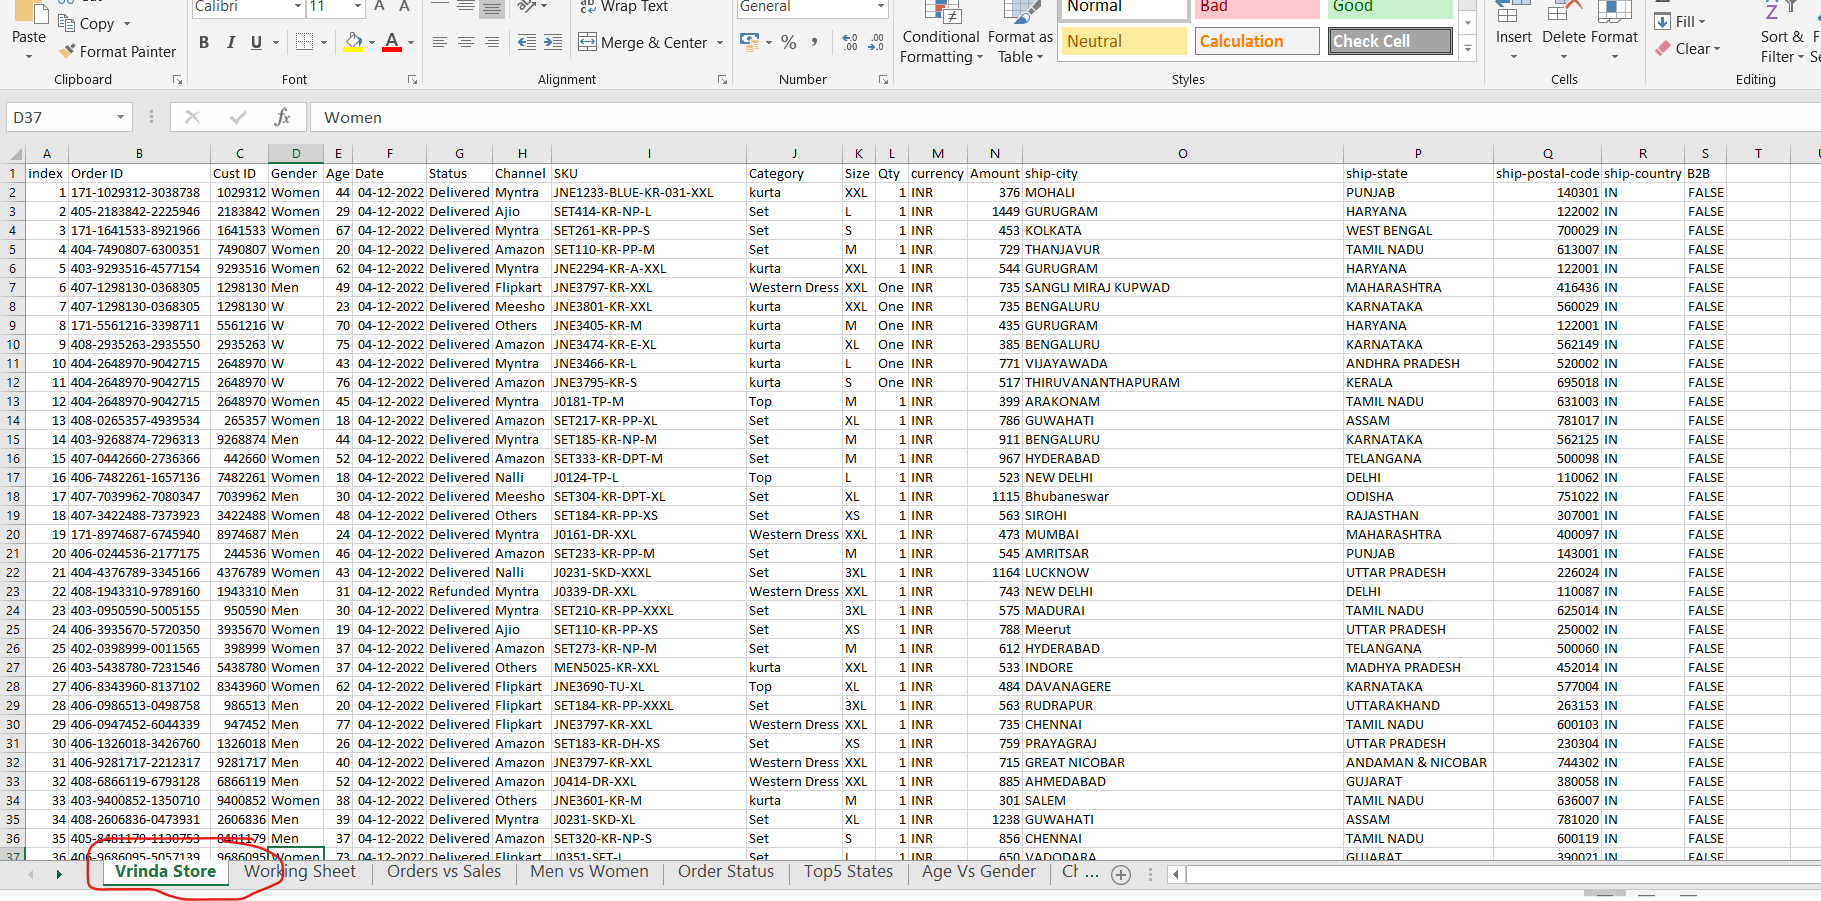 Calibri 11 A A ab Wrap Text General Normal Bad Good
Paste Copy Format Painter B I U A Merge & Center % , Conditional Formatting Format as Table Neutral Calculation Check Cell Insert Delete Format Fill Clear Sort & Filter
Clipboard Font Alignment Number Styles Cells Editing
D37 fx Women
A B C D E F G H I J K L M N O P Q R S T
1 index Order ID Cust ID Gender Age Date Status Channel SKU Category Size Qty currency Amount ship-city ship-state ship-postal-code ship-country B2B
2 1 171-1029312-3038738 1029312 Women 44 04-12-2022 Delivered Myntra JNE1233-BLUE-KR-031-XXL kurta XXL 1 INR 376 MOHALI PUNJAB 140301 IN FALSE
3 2 405-2183842-2225946 2183842 Women 29 04-12-2022 Delivered Ajio SET414-KR-NP-L Set L 1 INR 1449 GURUGRAM HARYANA 122002 IN FALSE
4 3 171-1641533-8921966 1641533 Women 67 04-12-2022 Delivered Myntra SET261-KR-PP-S Set S 1 INR 453 KOLKATA WEST BENGAL 700029 IN FALSE
5 4 404-7490807-6300351 7490807 Women 20 04-12-2022 Delivered Amazon SET110-KR-PP-M Set M 1 INR 729 THANJAVUR TAMIL NADU 613007 IN FALSE
6 5 403-9293516-4577154 9293516 Women 62 04-12-2022 Delivered Myntra JNE2294-KR-A-XXL kurta XXL 1 INR 544 GURUGRAM HARYANA 122001 IN FALSE
7 6 407-1298130-0368305 1298130 Men 49 04-12-2022 Delivered Flipkart JNE3797-KR-XXL Western Dress XXL One INR 735 SANGLI MIRAJ KUPWAD MAHARASHTRA 416436 IN FALSE
8 7 407-1298130-0368305 1298130 W 23 04-12-2022 Delivered Meesho JNE3801-KR-XXL kurta XXL One INR 735 BENGALURU KARNATAKA 560029 IN FALSE
9 8 171-5561216-3398711 5561216 W 70 04-12-2022 Delivered Others JNE3405-KR-M kurta M One INR 435 GURUGRAM HARYANA 122001 IN FALSE
10 9 408-2935263-2935550 2935263 W 75 04-12-2022 Delivered Amazon JNE3474-KR-E-XL kurta XL One INR 385 BENGALURU KARNATAKA 562149 IN FALSE
11 10 404-2648970-9042715 2648970 W 43 04-12-2022 Delivered Myntra JNE3466-KR-L kurta L One INR 771 VIJAYAWADA ANDHRA PRADESH 520002 IN FALSE
12 11 404-2648970-9042715 2648970 W 76 04-12-2022 Delivered Amazon JNE3795-KR-S kurta S One INR 517 THIRUVANANTHAPURAM KERALA 695018 IN FALSE
13 12 404-2648970-9042715 2648970 Women 45 04-12-2022 Delivered Myntra J0181-TP-M Top M 1 INR 399 ARAKONAM TAMIL NADU 631003 IN FALSE
14 13 408-0265357-4939534 265357 Women 18 04-12-2022 Delivered Amazon SET217-KR-PP-XL Set XL 1 INR 786 GUWAHATI ASSAM 781017 IN FALSE
15 14 403-9268874-7296313 9268874 Men 44 04-12-2022 Delivered Myntra SET185-KR-NP-M Set M 1 INR 911 BENGALURU KARNATAKA 562125 IN FALSE
16 15 407-0442660-2736366 442660 Women 52 04-12-2022 Delivered Amazon SET333-KR-DPT-M Set M 1 INR 967 HYDERABAD TELANGANA 500098 IN FALSE
17 16 406-7482261-1657136 7482261 Women 18 04-12-2022 Delivered Nalli J0124-TP-L Top L 1 INR 523 NEW DELHI DELHI 110062 IN FALSE
18 17 407-7039962-7080347 7039962 Men 30 04-12-2022 Delivered Meesho SET304-KR-DPT-XL Set XL 1 INR 1115 Bhubaneswar ODISHA 751022 IN FALSE
19 18 407-3422488-7373923 3422488 Women 48 04-12-2022 Delivered Others SET184-KR-PP-XS Set XS 1 INR 563 SIROHI RAJASTHAN 307001 IN FALSE
20 19 171-8974687-6745940 8974687 Men 24 04-12-2022 Delivered Myntra J0161-DR-XXL Western Dress XXL 1 INR 473 MUMBAI MAHARASHTRA 400097 IN FALSE
21 20 406-0244536-2177175 244536 Women 46 04-12-2022 Delivered Amazon SET233-KR-PP-M Set M 1 INR 545 AMRITSAR PUNJAB 143001 IN FALSE
22 21 404-4376789-3345166 4376789 Women 43 04-12-2022 Delivered Nalli J0231-SKD-XXXL Set 3XL 1 INR 1164 LUCKNOW UTTAR PRADESH 226024 IN FALSE
23 22 408-1943310-9789160 1943310 Men 31 04-12-2022 Refunded Myntra J0339-DR-XXL Western Dress XXL 1 INR 743 NEW DELHI DELHI 110087 IN FALSE
24 23 403-0950590-5005155 950590 Men 30 04-12-2022 Delivered Myntra SET210-KR-PP-XXXL Set 3XL 1 INR 575 MADURAI TAMIL NADU 625014 IN FALSE
25 24 406-3935670-5720350 3935670 Women 19 04-12-2022 Delivered Ajio SET110-KR-PP-XS Set XS 1 INR 788 Meerut UTTAR PRADESH 250002 IN FALSE
26 25 402-0398999-0011565 398999 Women 37 04-12-2022 Delivered Amazon SET273-KR-NP-M Set M 1 INR 612 HYDERABAD TELANGANA 500060 IN FALSE
27 26 403-5438780-7231546 5438780 Women 37 04-12-2022 Delivered Others MEN5025-KR-XXL kurta XXL 1 INR 533 INDORE MADHYA PRADESH 452014 IN FALSE
28 27 406-8343960-8137102 8343960 Women 62 04-12-2022 Delivered Flipkart JNE3690-TU-XL Top XL 1 INR 484 DAVANAGERE KARNATAKA 577004 IN FALSE
29 28 406-0986513-0498758 986513 Men 20 04-12-2022 Delivered Flipkart SET184-KR-PP-XXXL Set 3XL 1 INR 563 RUDRAPUR UTTARAKHAND 263153 IN FALSE
30 29 406-0947452-6044339 947452 Men 77 04-12-2022 Delivered Flipkart JNE3797-KR-XXL Western Dress XXL 1 INR 735 CHENNAI TAMIL NADU 600103 IN FALSE
31 30 406-1326018-3426760 1326018 Men 26 04-12-2022 Delivered Amazon SET183-KR-DH-XS Set XS 1 INR 759 PRAYAGRAJ UTTAR PRADESH 230304 IN FALSE
32 31 406-9281717-2212317 9281717 Men 40 04-12-2022 Delivered Amazon JNE3797-KR-XXL Western Dress XXL 1 INR 715 GREAT NICOBAR ANDAMAN & NICOBAR 744302 IN FALSE
33 32 408-6866119-6793128 6866119 Men 52 04-12-2022 Delivered Amazon J0414-DR-XXL Western Dress XXL 1 INR 885 AHMEDABAD GUJARAT 380058 IN FALSE
34 33 403-9400852-1350710 9400852 Women 38 04-12-2022 Delivered Others JNE3601-KR-M kurta M 1 INR 301 SALEM TAMIL NADU 636007 IN FALSE
35 34 408-2606836-0473931 2606836 Men 39 04-12-2022 Delivered Myntra J0231-SKD-XL Set XL 1 INR 1238 GUWAHATI ASSAM 781020 IN FALSE
36 35 405-8481179-1130753 8481179 Men 37 04-12-2022 Delivered Amazon SET320-KR-NP-S Set S 1 INR 856 CHENNAI TAMIL NADU 600119 IN FALSE
37 36 406-9686095-5057139 9686095 Women 73 04-12-2022 Delivered Flipkart J0351-SET-L Set L 1 INR 650 VADODARA GUJARAT 390021 IN FALSE
Vrinda Store Working Sheet Orders vs Sales Men vs Women Order Status Top5 States Age Vs Gender Ch ...